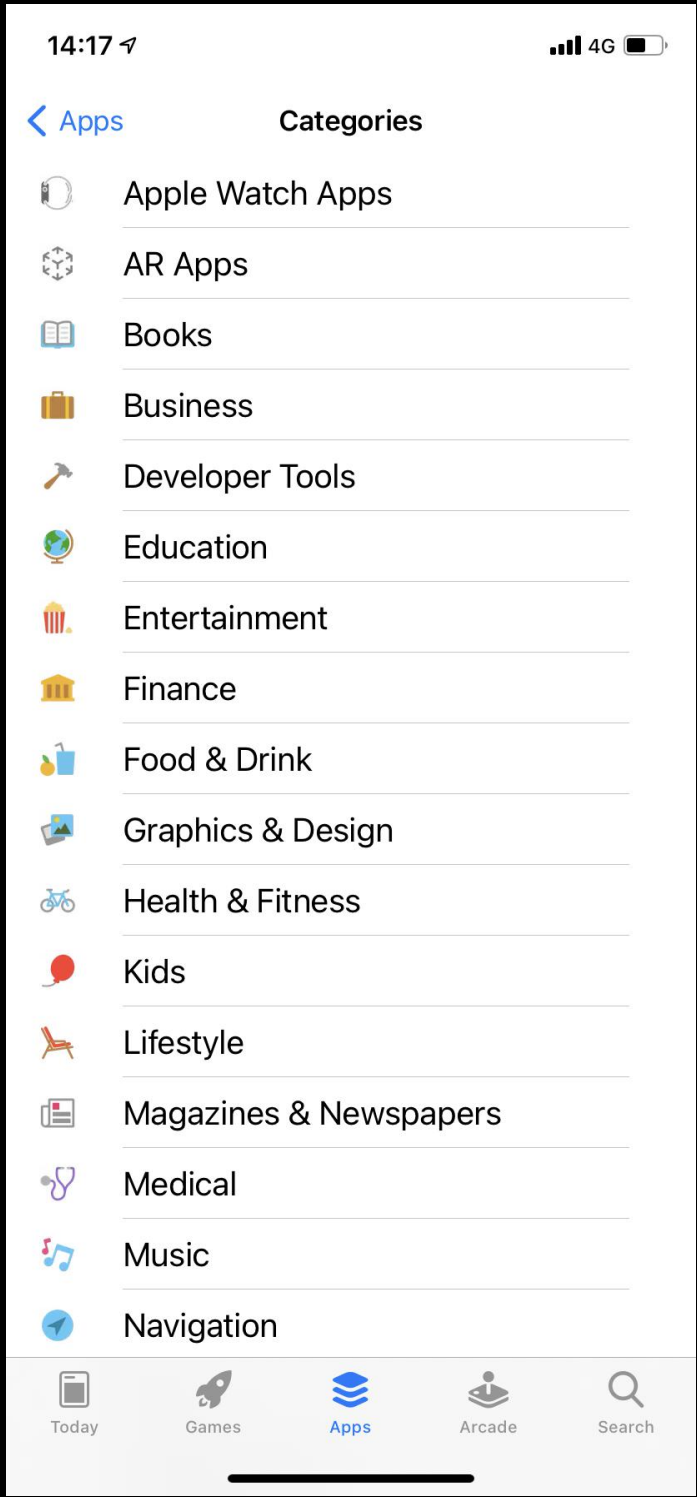 14:17
4G
Apps
Categories
Apple Watch Apps
AR Apps
Books
Business
Developer Tools
Education
Entertainment
Finance
Food & Drink
Graphics & Design
Health & Fitness
Kids
Lifestyle
Magazines & Newspapers
Medical
Music
Navigation
Today
Games
Apps
Arcade
Search